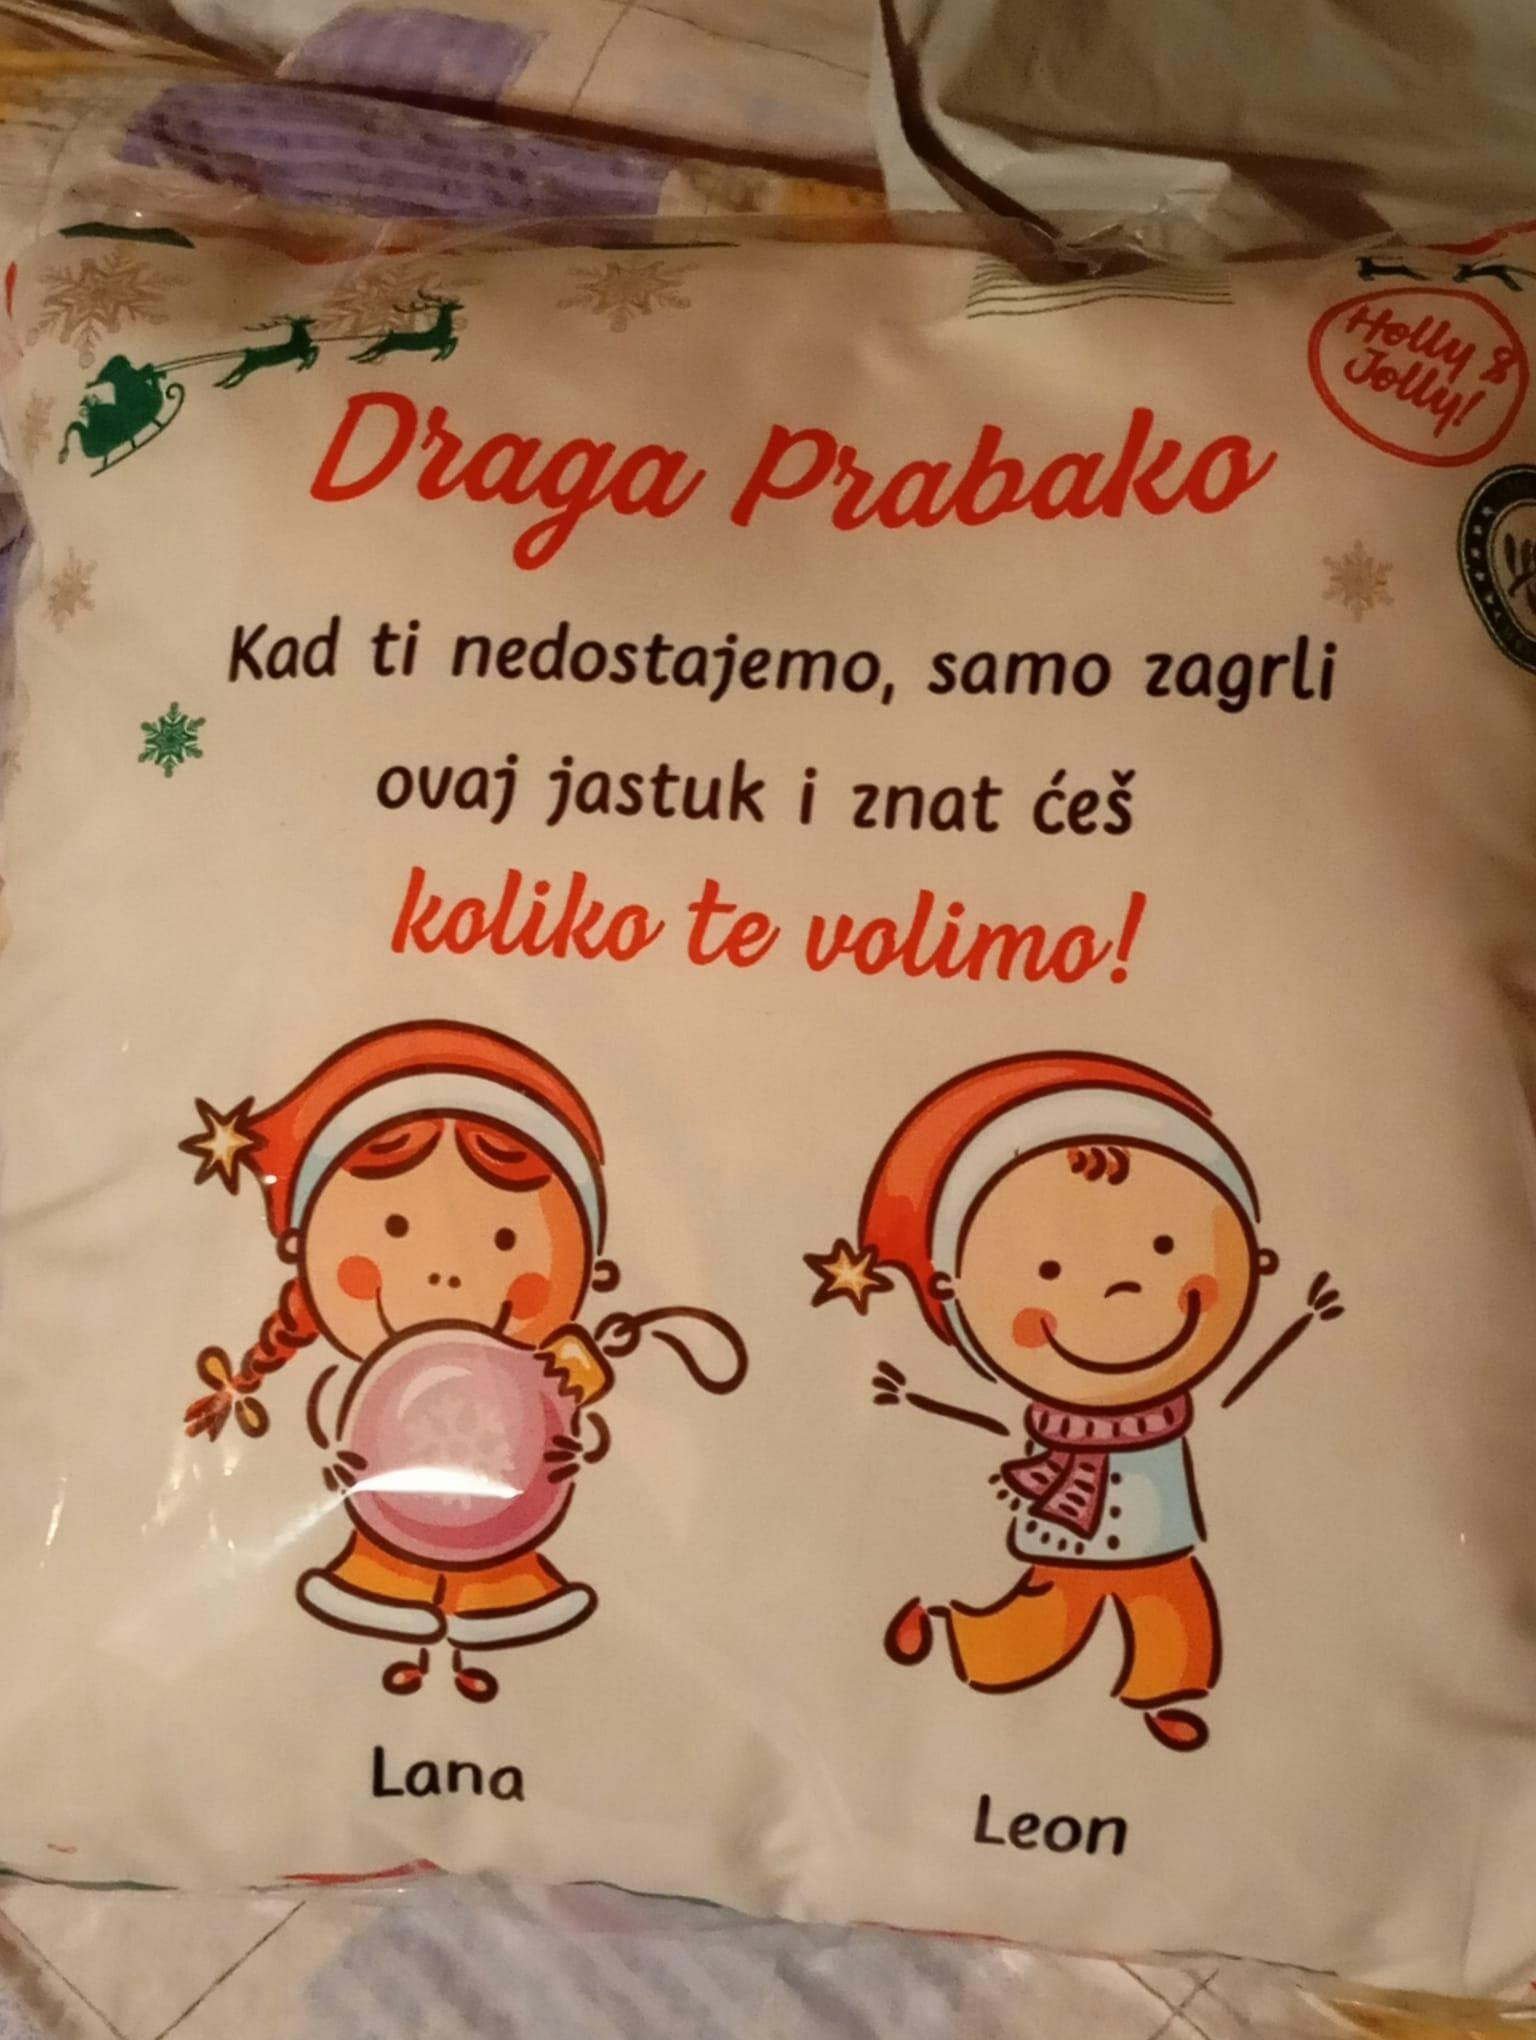 Holly &
Jolly!
Draga Prabako
Kad ti nedostajemo, samo zagrli
ovaj jastuk i znat ćeš
koliko te volimo!
Lana
Leon